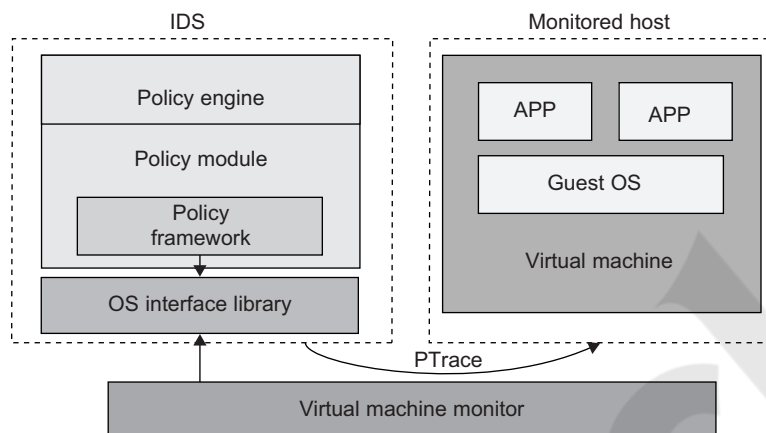 IDS
Monitored host
Policy engine
Policy module
Policy
framework
OS interface library
APP
APP
Guest OS
Virtual machine
PTrace
Virtual machine monitor